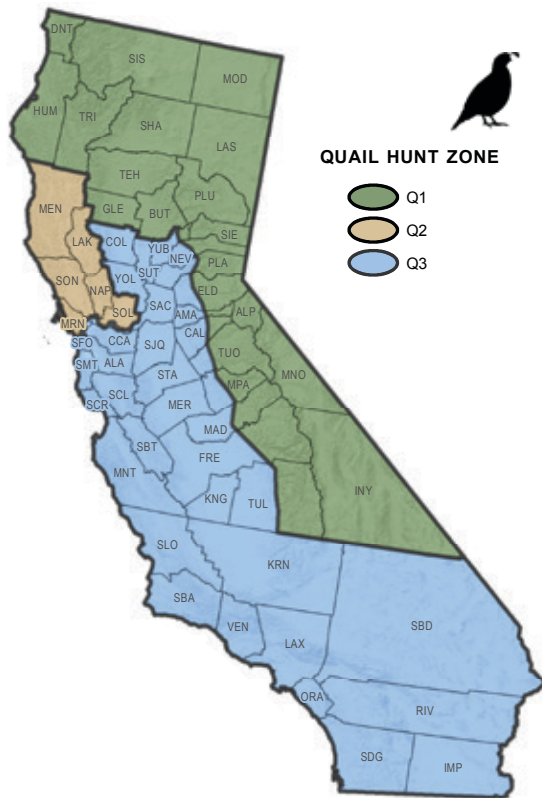 DNT
SIS
MOD
HUM
TRI
SHA
LAS
QUAIL HUNT ZONE
TEH
PLU
Q1
MEN
GLE
BUT
Q2
LAK
COL
YUB
SIE
NEV
Q3
PLA
SON
YOL
SUT
NAP
ELD
SOL
SAC
AMA
ALP
MRN
CAL
SFO
CCA
SJQ
TUO
SMT
ALA
MNO
STA
MPA
SCL
SCR
MER
MAD
SBT
FRE
MNT
INY
KNG
TUL
SLO
KRN
SBA
VEN
SBD
LAX
ORA
RIV
SDG
IMP